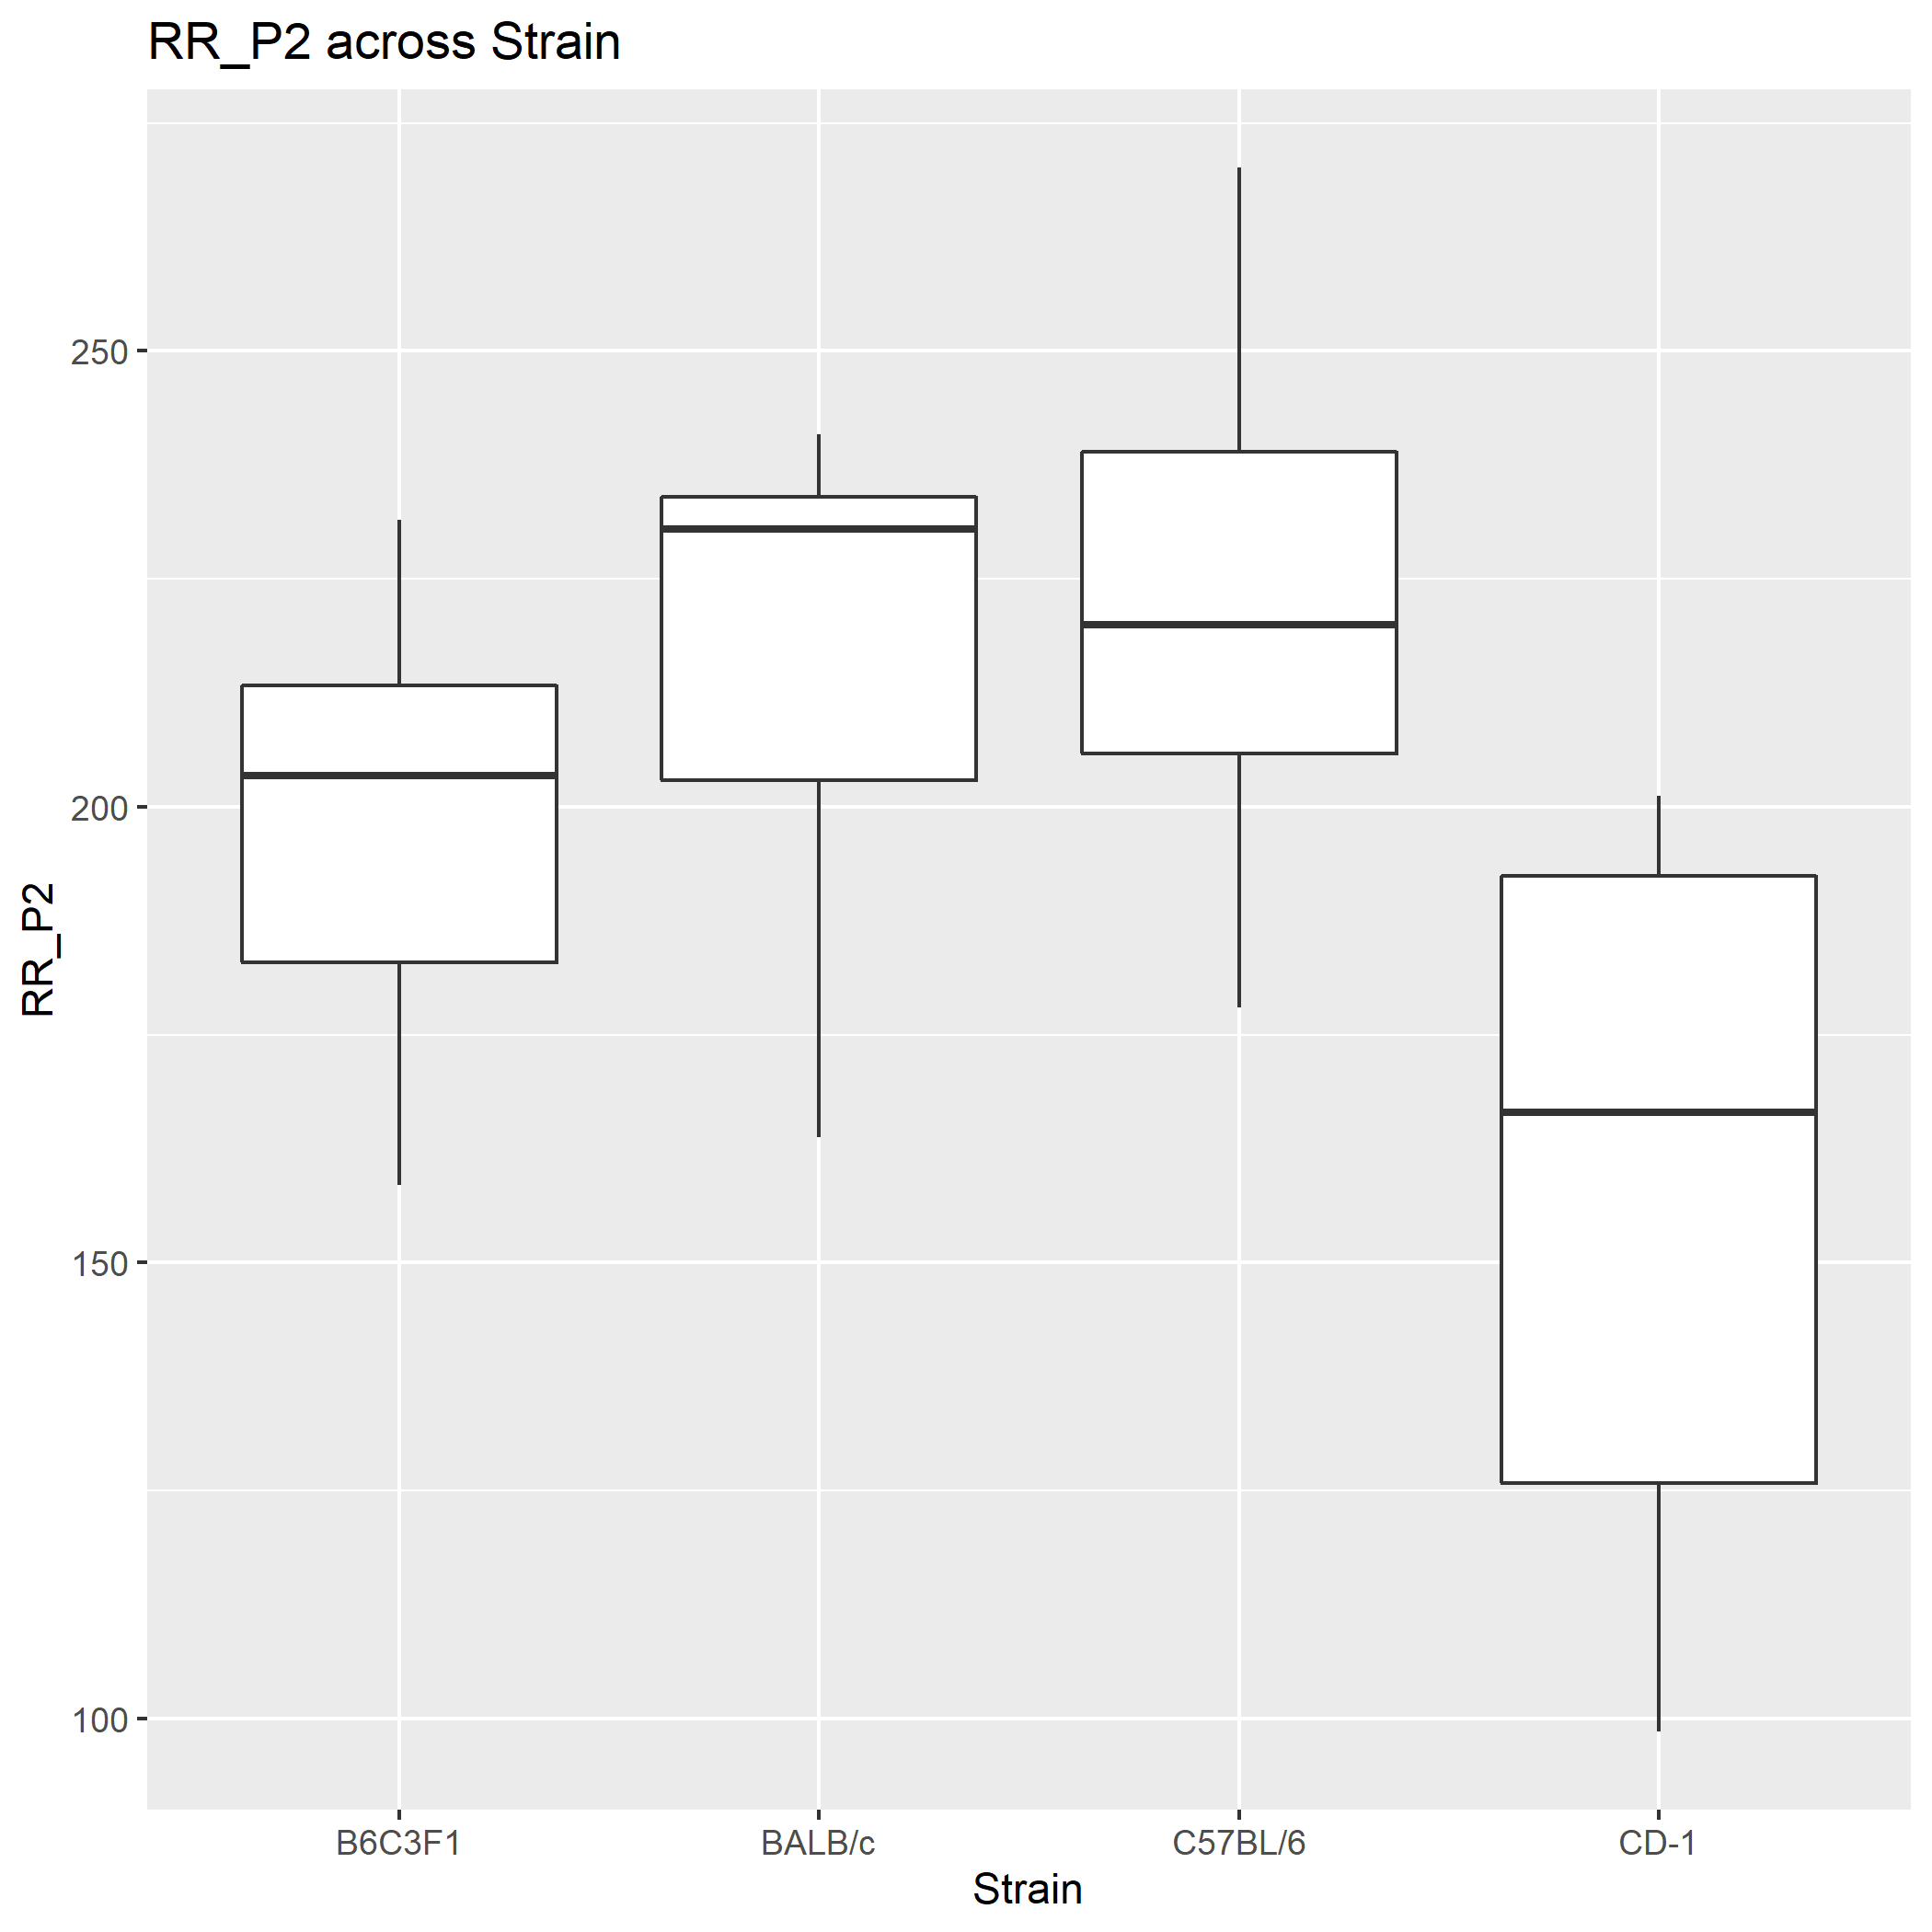 RR_P2 across Strain
RR_P2
250
200
150
100
B6C3F1 BALB/c C57BL/6 CD-1
Strain